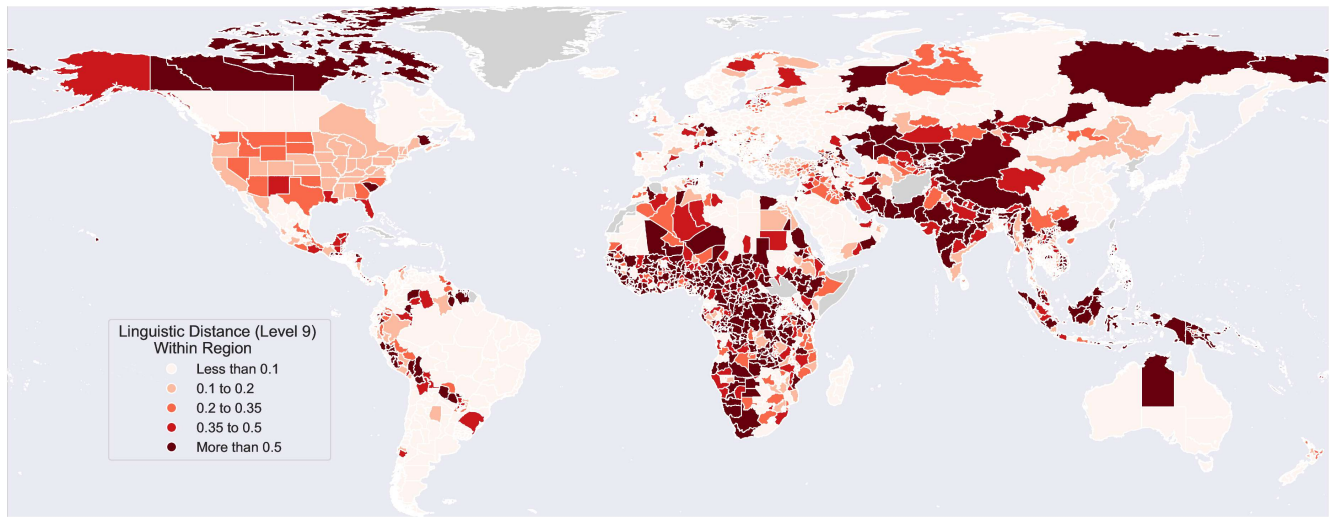 Linguistic Distance (Level 9)
Within Region
Less than 0.1
0.1 to 0.2
0.2 to 0.35
0.35 to 0.5
More than 0.5